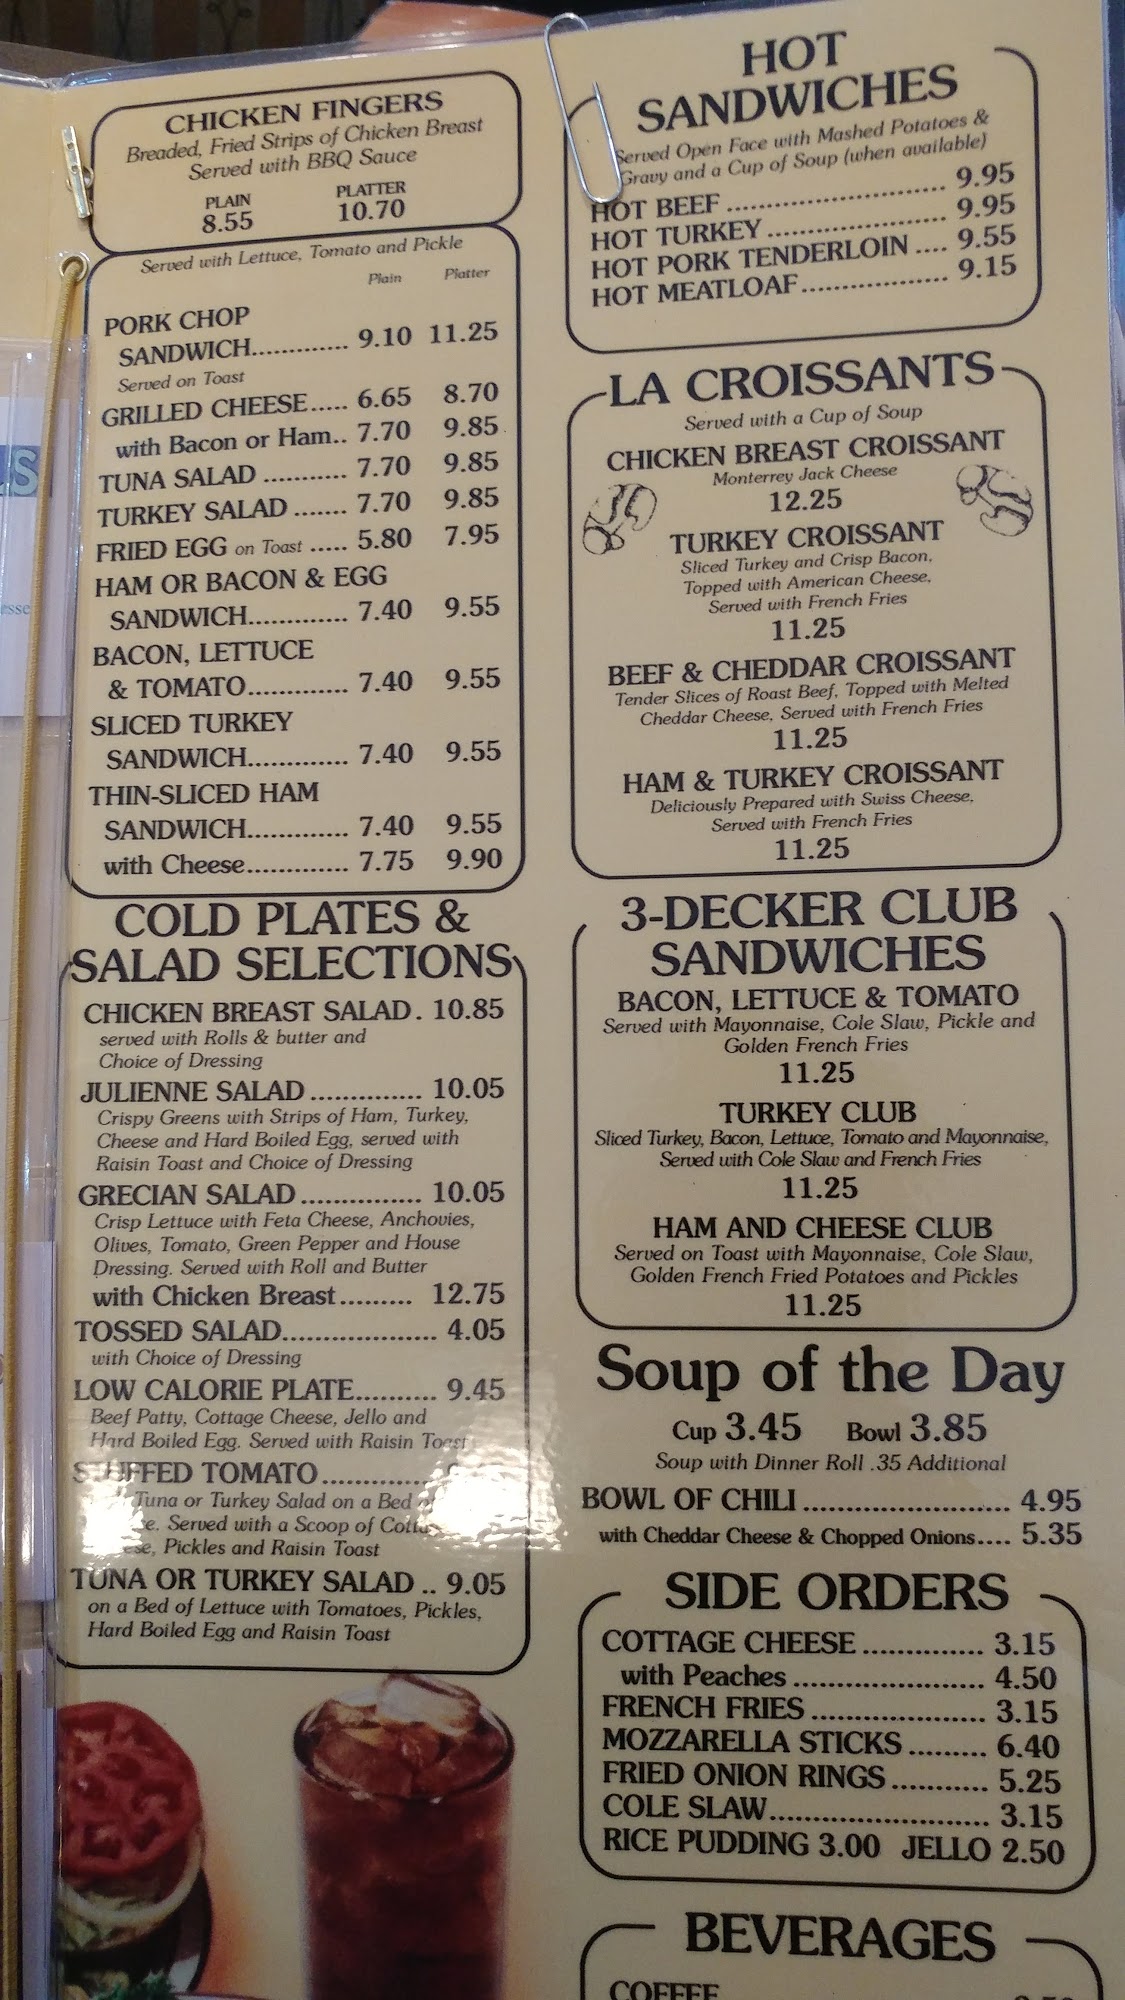 CHICKEN FINGERS
Breaded, Fried Strips of Chicken Breast
Served with BBQ Sauce
PLAIN PLATTER
8.55 10.70
Served with Lettuce, Tomato and Pickle
Plain Platter
PORK CHOP
SANDWICH............. 9.10 11.25
Served on Toast
GRILLED CHEESE..... 6.65 8.70
with Bacon or Ham.. 7.70 9.85
TUNA SALAD ........... 7.70 9.85
TURKEY SALAD ....... 7.70 9.85
FRIED EGG on Toast ..... 5.80 7.95
HAM OR BACON & EGG
SANDWICH............. 7.40 9.55
BACON, LETTUCE
& TOMATO............. 7.40 9.55
SLICED TURKEY
SANDWICH............. 7.40 9.55
THIN-SLICED HAM
SANDWICH............. 7.40 9.55
with Cheese............. 7.75 9.90
COLD PLATES &
SALAD SELECTIONS
CHICKEN BREAST SALAD. 10.85
served with Rolls & butter and
Choice of Dressing
JULIENNE SALAD .............. 10.05
Crispy Greens with Strips of Ham, Turkey,
Cheese and Hard Boiled Egg, served with
Raisin Toast and Choice of Dressing
GRECIAN SALAD ............... 10.05
Crisp Lettuce with Feta Cheese, Anchovies,
Olives, Tomato, Green Pepper and House
Dressing. Served with Roll and Butter
with Chicken Breast......... 12.75
TOSSED SALAD................... 4.05
with Choice of Dressing
LOW CALORIE PLATE.......... 9.45
Beef Patty, Cottage Cheese, Jello and
Hard Boiled Egg. Served with Raisin Toast
STUFFED TOMATO.............
Tuna or Turkey Salad on a Bed
Served with a Scoop of
Pickles and Raisin Toast
TUNA OR TURKEY SALAD .. 9.05
on a Bed of Lettuce with Tomatoes, Pickles,
Hard Boiled Egg and Raisin Toast
HOT
SANDWICHES
Served Open Face with Mashed Potatoes &
Gravy and a Cup of Soup (when available)
HOT BEEF ........................... 9.95
HOT TURKEY ...................... 9.95
HOT PORK TENDERLOIN .... 9.55
HOT MEATLOAF.................. 9.15
LA CROISSANTS
Served with a Cup of Soup
CHICKEN BREAST CROISSANT
Monterrey Jack Cheese
12.25
TURKEY CROISSANT
Sliced Turkey and Crisp Bacon,
Topped with American Cheese,
Served with French Fries
11.25
BEEF & CHEDDAR CROISSANT
Tender Slices of Roast Beef, Topped with Melted
Cheddar Cheese, Served with French Fries
11.25
HAM & TURKEY CROISSANT
Deliciously Prepared with Swiss Cheese,
Served with French Fries
11.25
3-DECKER CLUB
SANDWICHES
BACON, LETTUCE & TOMATO
Served with Mayonnaise, Cole Slaw, Pickle and
Golden French Fries
11.25
TURKEY CLUB
Sliced Turkey, Bacon, Lettuce, Tomato and Mayonnaise,
Served with Cole Slaw and French Fries
11.25
HAM AND CHEESE CLUB
Served on Toast with Mayonnaise, Cole Slaw,
Golden French Fried Potatoes and Pickles
11.25
Soup of the Day
Cup 3.45 Bowl 3.85
Soup with Dinner Roll .35 Additional
BOWL OF CHILI .......................... 4.95
with Cheddar Cheese & Chopped Onions.... 5.35
SIDE ORDERS
COTTAGE CHEESE ............... 3.15
with Peaches ........................ 4.50
FRENCH FRIES ...................... 3.15
MOZZARELLA STICKS .......... 6.40
FRIED ONION RINGS ............ 5.25
COLE SLAW............................ 3.15
RICE PUDDING 3.00 JELLO 2.50
BEVERAGES
COFFEE